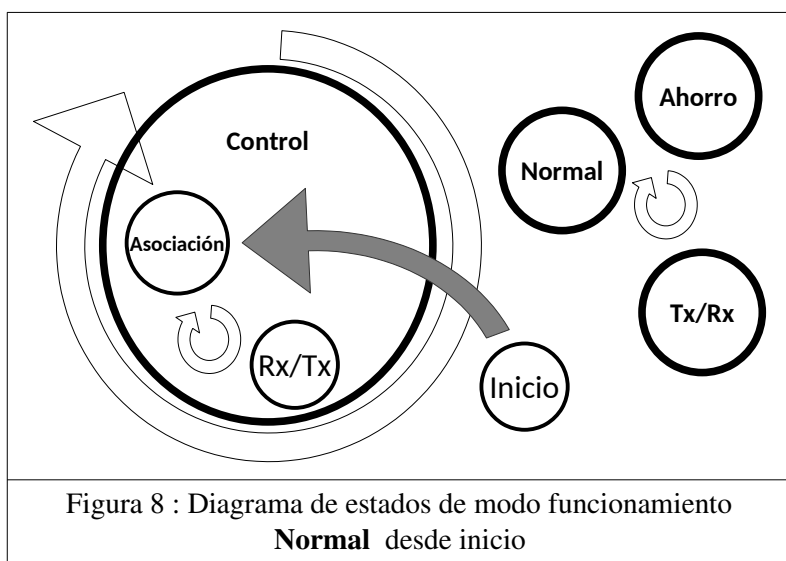 Ahorro
Control
Normal
Asociación
Tx/Rx
Rx/Tx
Inicio
Figura 8 : Diagrama de estados de modo funcionamiento
Normal desde inicio